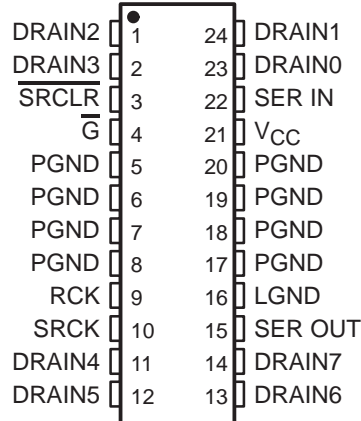 DRAIN2 1 24 DRAIN1
DRAIN3 2 23 DRAIN0
SRCLR 3 22 SER IN
G 4 21 VCC
PGND 5 20 PGND
PGND 6 19 PGND
PGND 7 18 PGND
PGND 8 17 PGND
RCK 9 16 LGND
SRCK 10 15 SER OUT
DRAIN4 11 14 DRAIN7
DRAIN5 12 13 DRAIN6